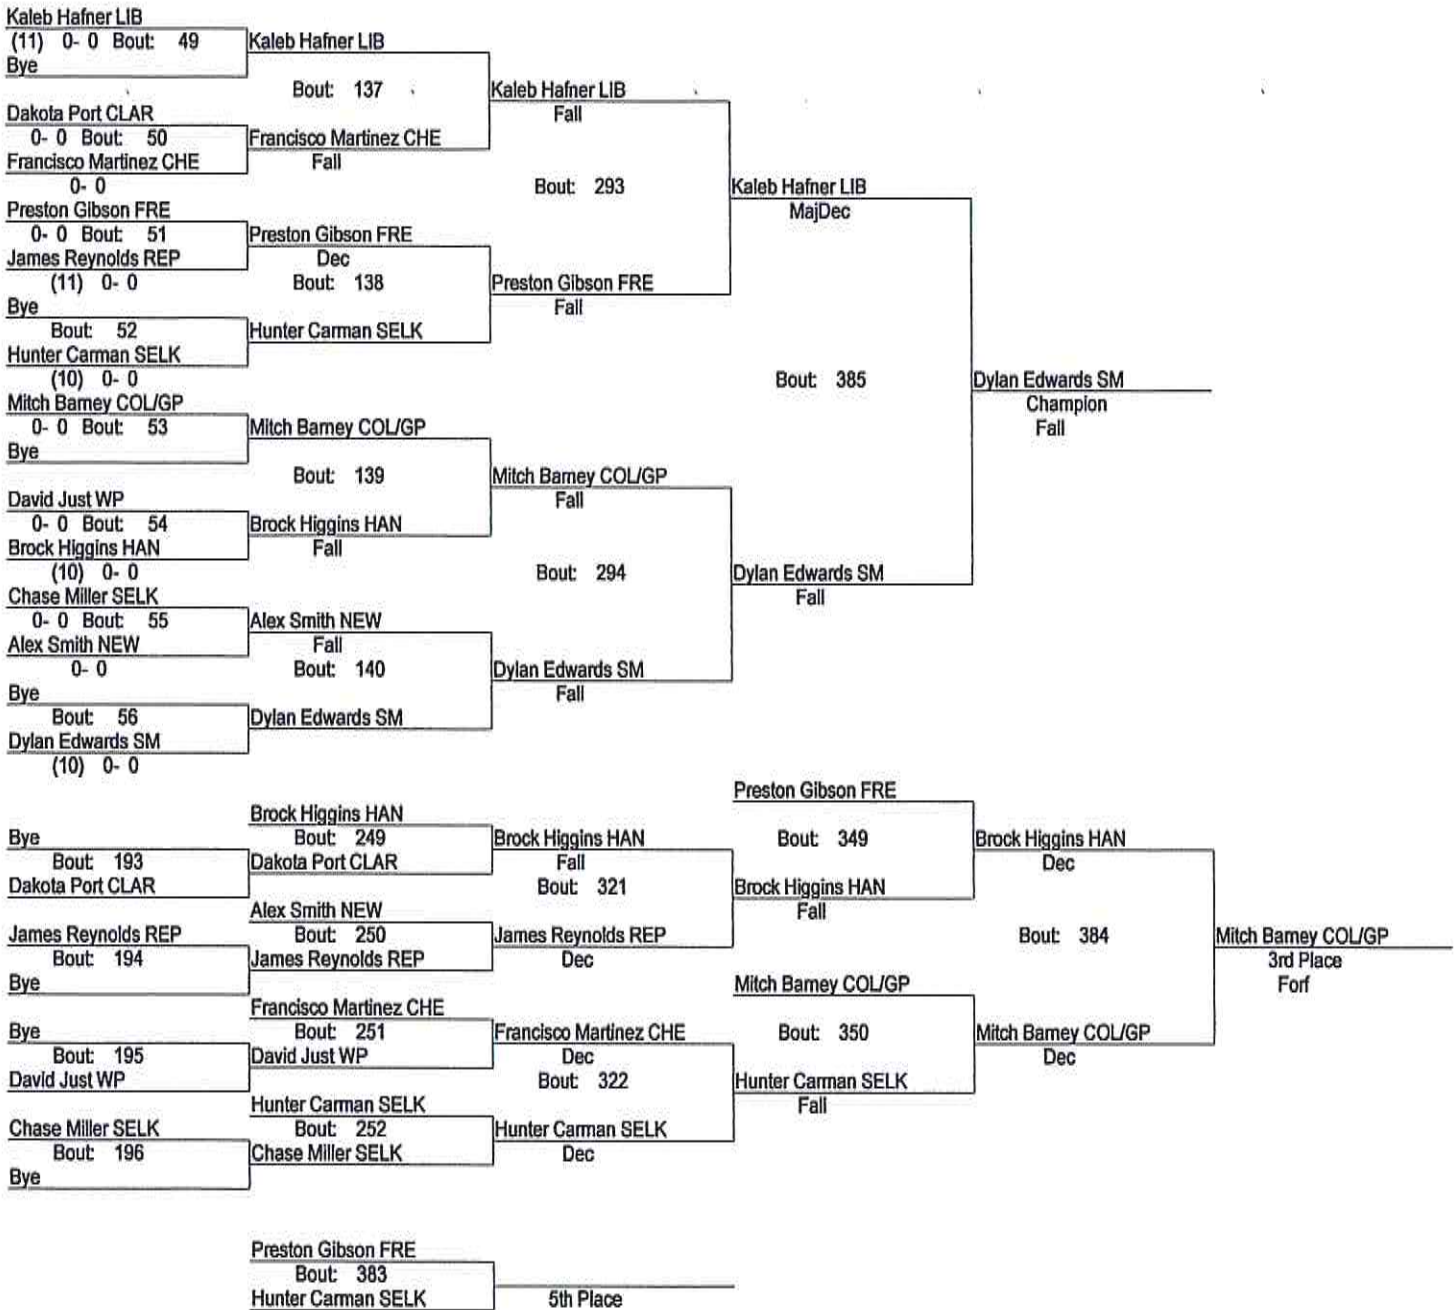 Kaleb Hafner LIB
(11) 0- 0 Bout: 49
Bye
Kaleb Hafner LIB
Bout: 137
Dakota Port CLAR
0- 0 Bout: 50
Francisco Martinez CHE
0- 0
Francisco Martinez CHE
Fall
Kaleb Hafner LIB
Fall
Bout: 293
Preston Gibson FRE
0- 0 Bout: 51
James Reynolds REP
(11) 0- 0
Preston Gibson FRE
Dec
Bout: 138
Bye
Bout: 52
Hunter Carman SELK
(10) 0- 0
Hunter Carman SELK
Preston Gibson FRE
Fall
Kaleb Hafner LIB
MajDec
Bout: 385
Mitch Barney COL/GP
0- 0 Bout: 53
Bye
Mitch Barney COL/GP
Bout: 139
David Just WP
0- 0 Bout: 54
Brock Higgins HAN
(10) 0- 0
Brock Higgins HAN
Fall
Mitch Barney COL/GP
Fall
Bout: 294
Chase Miller SELK
0- 0 Bout: 55
Alex Smith NEW
0- 0
Alex Smith NEW
Fall
Bout: 140
Bye
Bout: 56
Dylan Edwards SM
(10) 0- 0
Dylan Edwards SM
Dylan Edwards SM
Fall
Dylan Edwards SM
Fall
Dylan Edwards SM
Champion
Fall
Bye
Bout: 193
Dakota Port CLAR
Brock Higgins HAN
Bout: 249
Dakota Port CLAR
Brock Higgins HAN
Fall
Bout: 321
James Reynolds REP
Bout: 194
Bye
Alex Smith NEW
Bout: 250
James Reynolds REP
James Reynolds REP
Dec
Preston Gibson FRE
Bout: 349
Brock Higgins HAN
Fall
Brock Higgins HAN
Dec
Bout: 384
Bye
Bout: 195
David Just WP
Francisco Martinez CHE
Bout: 251
David Just WP
Francisco Martinez CHE
Dec
Bout: 322
Chase Miller SELK
Bout: 196
Bye
Hunter Carman SELK
Bout: 252
Chase Miller SELK
Hunter Carman SELK
Dec
Mitch Barney COL/GP
Bout: 350
Hunter Carman SELK
Fall
Mitch Barney COL/GP
Dec
Mitch Barney COL/GP
3rd Place
Forf
Preston Gibson FRE
Bout: 383
Hunter Carman SELK
5th Place